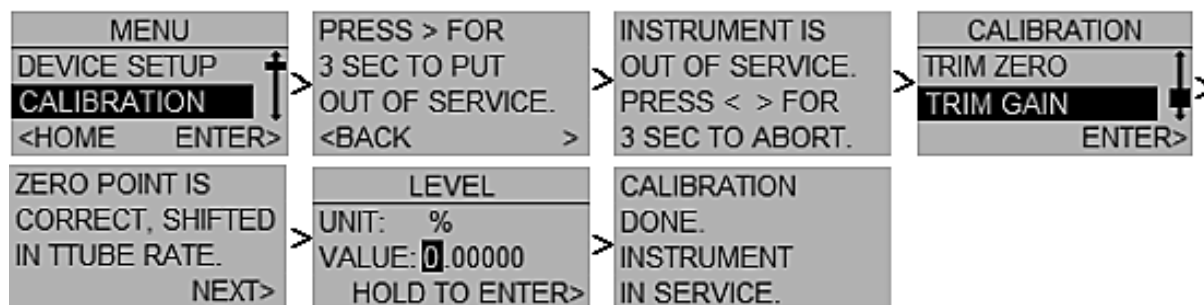 MENU
DEVICE SETUP
CALIBRATION
<HOME ENTER>
>
PRESS > FOR
3 SEC TO PUT
OUT OF SERVICE.
<BACK >
>
INSTRUMENT IS
OUT OF SERVICE.
PRESS < > FOR
3 SEC TO ABORT.
>
CALIBRATION
TRIM ZERO
TRIM GAIN
ENTER>
>
ZERO POINT IS
CORRECT, SHIFTED
IN TTUBE RATE.
NEXT>
>
LEVEL
UNIT: %
VALUE: 0.00000
HOLD TO ENTER>
>
CALIBRATION
DONE.
INSTRUMENT
IN SERVICE.